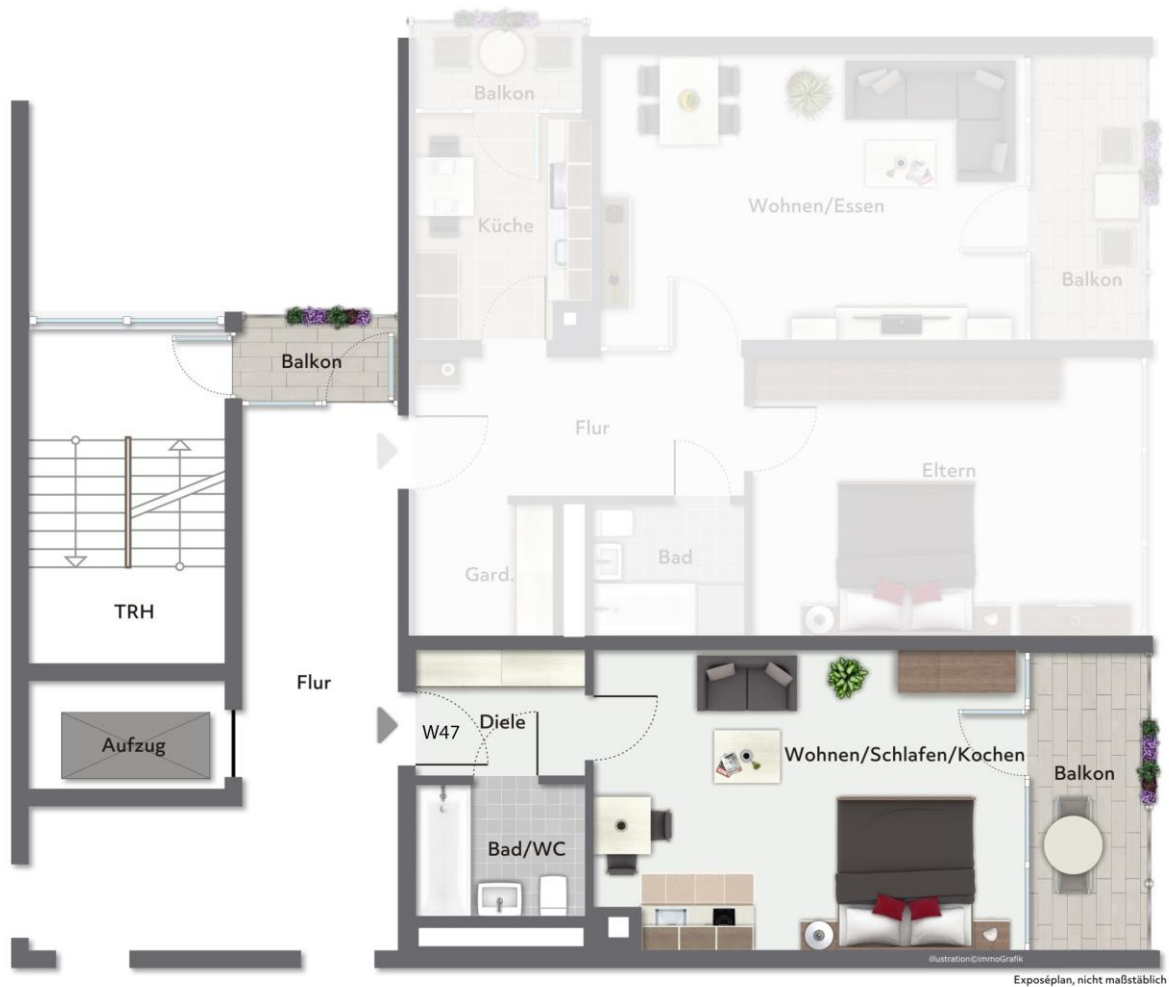 Balkon
Küche
Wohnen/Essen
Balkon
Balkon
Flur
Eltern
Gard.
Bad
TRH
Flur
Aufzug
W47
Diele
Wohnen/Schlafen/Kochen
Balkon
Bad/WC
Illustration©immoGrafik
Exposéplan, nicht maßstäblich